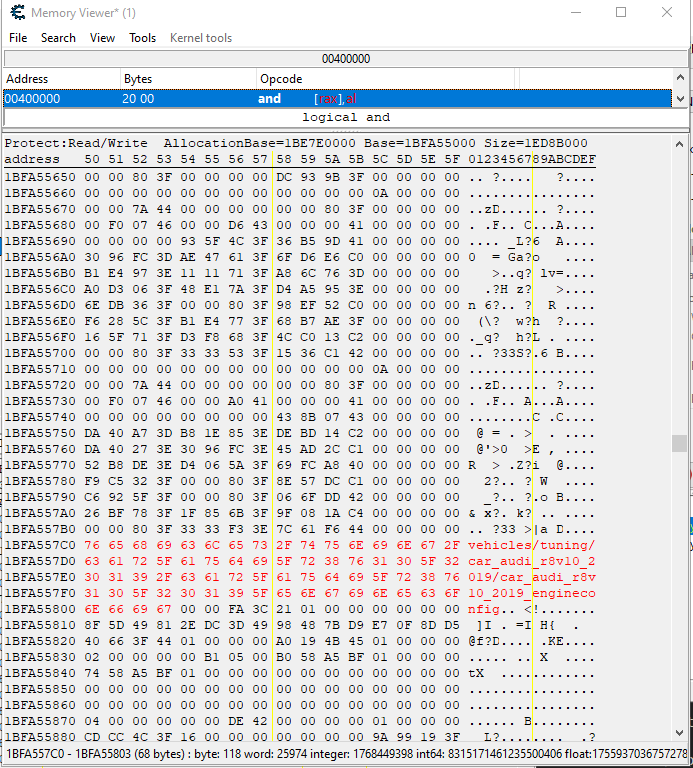 Memory Viewer* (1)
File Search View Tools Kernel tools
00400000
Address Bytes Opcode
00400000 20 00 and [rax],al
logical and
Protect:Read/Write AllocationBase=1BE7E0000 Base=1BFA55000 Size=1ED8B000
address 50 51 52 53 54 55 56 57 58 59 5A 5B 5C 5D 5E 5F 0123456789ABCDEF
1BFA55650 00 00 80 3F 00 00 00 00 DC 93 9B 3F 00 00 00 00 .. ?.... ?....
1BFA55660 00 00 00 00 00 00 00 00 00 00 00 00 0A 00 00 00 ................
1BFA55670 00 00 7A 44 00 00 00 00 00 00 80 3F 00 00 00 00 ..zD...... ?....
1BFA55680 00 F0 07 46 00 00 D6 43 00 00 00 41 00 00 00 00 . .F.. C...A....
1BFA55690 00 00 00 00 93 5F 4C 3F 36 B5 9D 41 00 00 00 00 .... _L?6 A....
1BFA556A0 30 96 FC 3D AE 47 61 3F 6F D6 E6 C0 00 00 00 00 0 = Ga?o ....
1BFA556B0 B1 E4 97 3E 11 11 71 3F A8 6C 76 3D 00 00 00 00 >..q? lv=....
1BFA556C0 A0 D3 06 3F 48 E1 7A 3F D4 A5 95 3E 00 00 00 00 .?H z? >....
1BFA556D0 6E DB 36 3F 00 00 80 3F 98 EF 52 C0 00 00 00 00 n 6?.. ? R ....
1BFA556E0 F6 28 5C 3F B1 E4 77 3F 68 B7 AE 3F 00 00 00 00 (\? w?h ?....
1BFA556F0 16 5F 71 3F D3 F8 68 3F 4C C0 13 C2 00 00 00 00 ._q? h?L . ....
1BFA55700 00 00 80 3F 33 33 53 3F 15 36 C1 42 00 00 00 00 .. ?33S?.6 B....
1BFA55710 00 00 00 00 00 00 00 00 00 00 00 00 0A 00 00 00 ................
1BFA55720 00 00 7A 44 00 00 00 00 00 00 80 3F 00 00 00 00 ..zD...... ?....
1BFA55730 00 F0 07 46 00 00 A0 41 00 00 00 41 00 00 00 00 . .F.. A...A....
1BFA55740 00 00 00 00 00 00 00 00 43 8B 07 43 00 00 00 00 ........C .C....
1BFA55750 DA 40 A7 3D B8 1E 85 3E DE BD 14 C2 00 00 00 00 @ = . > . ....
1BFA55760 DA 40 27 3E 30 96 FC 3E 45 AD 2C C1 00 00 00 00 @'>0 >E , ....
1BFA55770 52 B8 DE 3E D4 06 5A 3F 69 FC A8 40 00 00 00 00 R > .Z?i @....
1BFA55780 F9 C5 32 3F 00 00 80 3F 8E 57 DC C1 00 00 00 00 2?.. ? W ....
1BFA55790 C6 92 5F 3F 00 00 80 3F 06 6F DD 42 00 00 00 00 _?.. ?.o B....
1BFA557A0 26 BF 78 3F 1F 85 6B 3F 9F 08 1A C4 00 00 00 00 & x?. k? .. ....
1BFA557B0 00 00 80 3F 33 33 F3 3E 7C 61 F6 44 00 00 00 00 .. ?33 >|a D....
1BFA557C0 76 65 68 69 63 6C 65 73 2F 74 75 6E 69 6E 67 2F vehicles/tuning/
1BFA557D0 63 61 72 5F 61 75 64 69 5F 72 38 76 31 30 5F 32 car_audi_r8v10_2
1BFA557E0 30 31 39 2F 63 61 72 5F 61 75 64 69 5F 72 38 76 019/car_audi_r8v
1BFA557F0 31 30 5F 32 30 31 39 5F 65 6E 67 69 6E 65 63 6F 10_2019_engineco
1BFA55800 6E 66 69 67 00 00 FA 3C 21 01 00 00 00 00 00 00 nfig.. <!.......
1BFA55810 8F 5D 49 81 2E DC 3D 49 98 48 7B D9 E7 0F 8D D5 ]I . =I H{ .
1BFA55820 40 66 3F 44 01 00 00 00 A0 19 4B 45 01 00 00 00 @f?D.... .KE....
1BFA55830 02 00 00 00 00 B1 05 00 B0 58 A5 BF 01 00 00 00 ..... .. X ....
1BFA55840 74 58 A5 BF 01 00 00 00 00 00 00 00 00 00 00 00 tX ............
1BFA55850 00 00 00 00 00 00 00 00 00 00 00 00 00 00 00 00 ................
1BFA55860 00 00 00 00 00 00 00 00 00 00 00 00 00 00 00 00 ................
1BFA55870 04 00 00 00 00 00 DE 42 00 00 00 00 01 00 00 00 ...... B........
1BFA55880 CD CC 4C 3F 16 00 00 00 00 00 00 00 9A 99 19 3F L?........ .?
1BFA557C0 - 1BFA55803 (68 bytes) : byte: 118 word: 25974 integer: 1768449398 int64: 8315171461235500406 float:1755937036757278